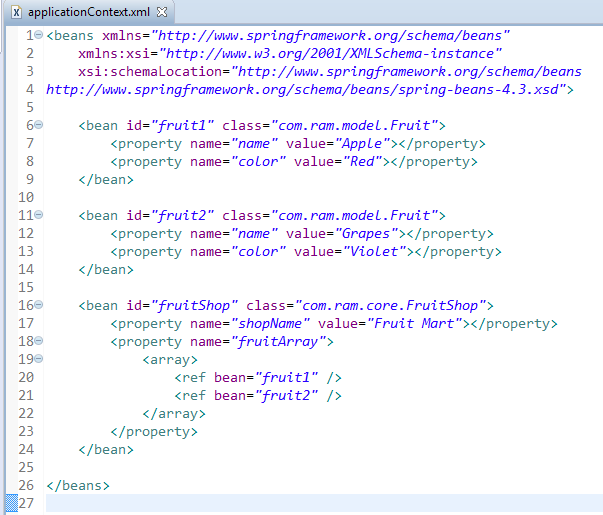 applicationContext.xml
1 <beans xmlns="http://www.springframework.org/schema/beans"
2     xmlns:xsi="http://www.w3.org/2001/XMLSchema-instance"
3     xsi:schemaLocation="http://www.springframework.org/schema/beans
4 http://www.springframework.org/schema/beans/spring-beans-4.3.xsd">
5
6     <bean id="fruit1" class="com.ram.model.Fruit">
7         <property name="name" value="Apple"></property>
8         <property name="color" value="Red"></property>
9     </bean>
10
11     <bean id="fruit2" class="com.ram.model.Fruit">
12         <property name="name" value="Grapes"></property>
13         <property name="color" value="Violet"></property>
14     </bean>
15
16     <bean id="fruitShop" class="com.ram.core.FruitShop">
17         <property name="shopName" value="Fruit Mart"></property>
18         <property name="fruitArray">
19             <array>
20                 <ref bean="fruit1" />
21                 <ref bean="fruit2" />
22             </array>
23         </property>
24     </bean>
25
26 </beans>
27